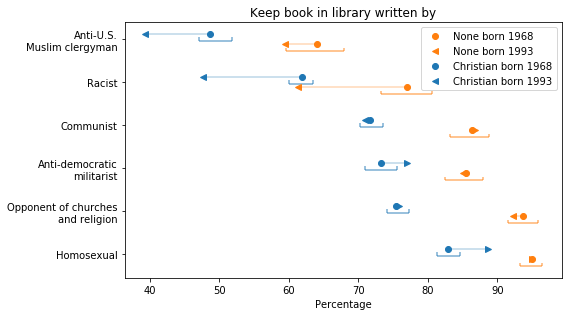 Keep book in library written by
None born 1968
None born 1993
Christian born 1968
Christian born 1993
Anti-U.S.
Muslim clergyman
Racist
Communist
Anti-democratic
militarist
Opponent of churches
and religion
Homosexual
40 50 60 70 80 90
Percentage